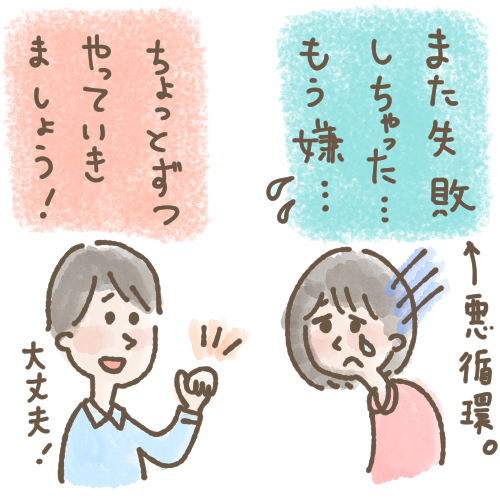 また失敗
しちゃった…
もう嫌…
↑悪循環。
ちょっとずつ
やっていき
ましょう！
大丈夫！